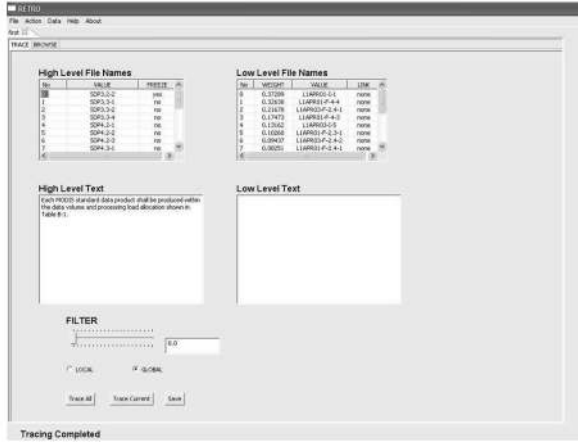 RETRO
File Action Data Help About
first
TRACE BROWSE
High Level File Names
Low Level File Names
No VALUE FREEZE
No WEIGHT VALUE LINK
0 SDP3.2-2 yes
0 0.37289 L1APR03-I-1 none
1 SDP3.3-1 no
1 0.32638 L1APR01-F-4-4 none
2 SDP3.3-2 no
2 0.21678 L1APR03-F-2.4-1 none
3 SDP3.3-4 no
3 0.17473 L1APR01-F-4-3 none
4 SDP4.2-1 no
4 0.13162 L1APR03-I-5 none
5 SDP4.2-2 no
5 0.10260 L1APR01-F-2.3-1 none
6 SDP4.2-3 no
6 0.09437 L1APR03-F-2.4-2 none
7 SDP4.3-1 no
7 0.08251 L1APR01-F-2.4-1 none
High Level Text
Low Level Text
Each MODIS standard data product shall be produced within
the data volume and processing load allocation shown in
Table B-1.
FILTER
0.0
LOCAL GLOBAL
Trace All Trace Current Save
Tracing Completed